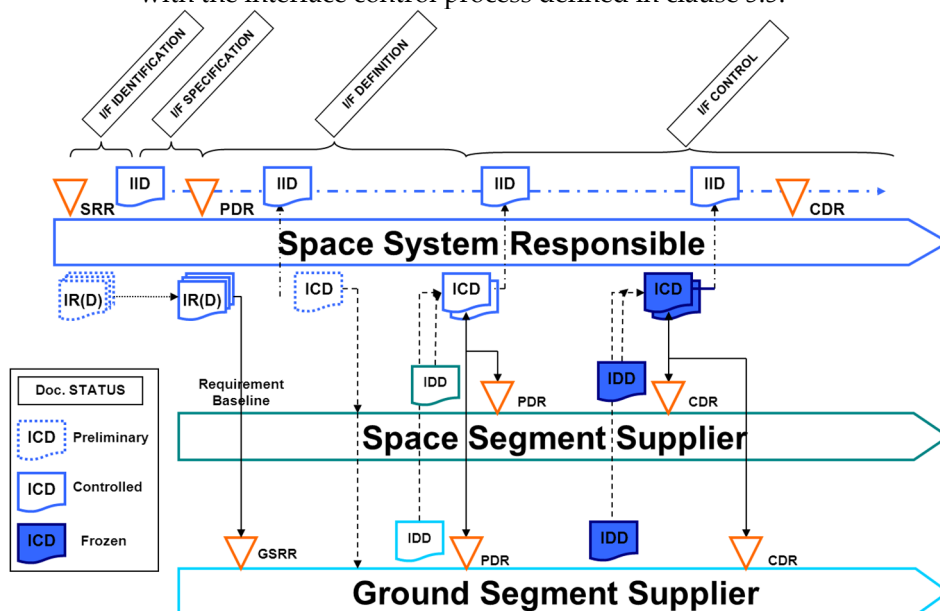 with the interface control process defined in clause 5.5.
I/F IDENTIFICATION
I/F SPECIFICATION
I/F DEFINITION
I/F CONTROL
IID
IID
IID
IID
SRR
PDR
CDR
Space System Responsible
IR(D)
IR(D)
ICD
ICD
ICD
Requirement
Baseline
IDD
IDD
PDR
CDR
Space Segment Supplier
Doc. STATUS
ICD
Preliminary
ICD
Controlled
ICD
Frozen
IDD
IDD
GSRR
PDR
CDR
Ground Segment Supplier